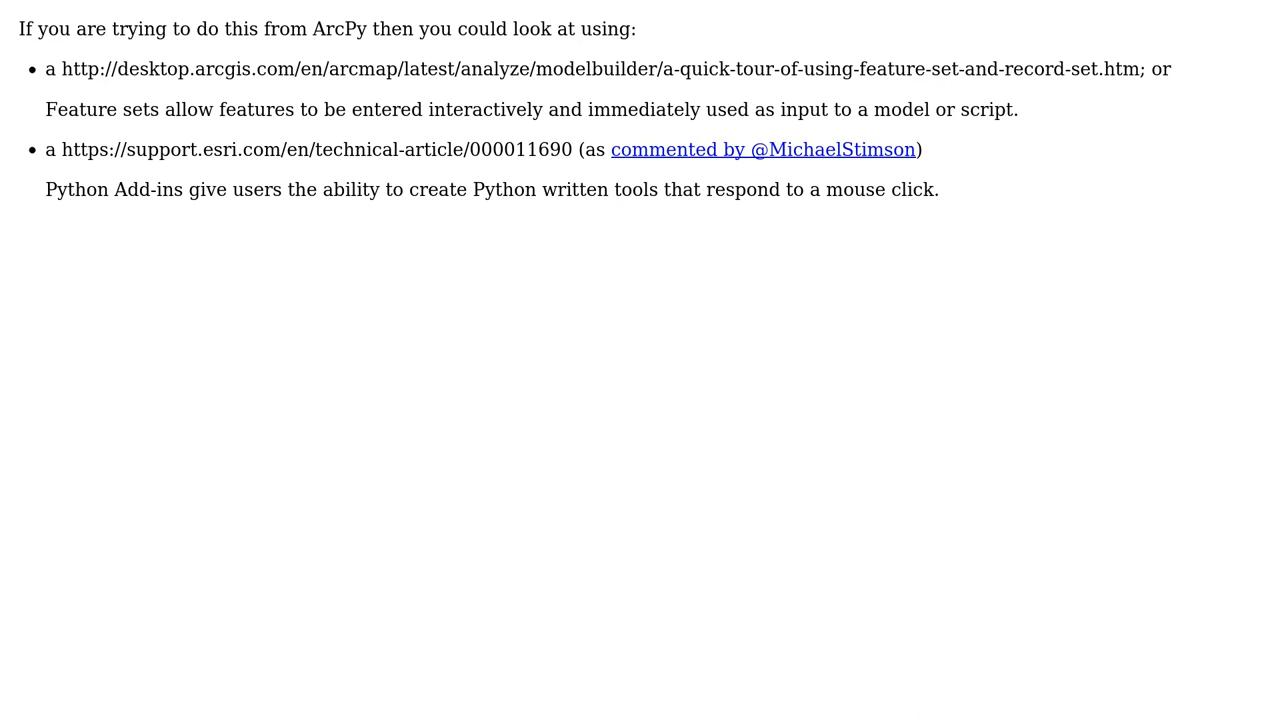 If you are trying to do this from ArcPy then you could look at using:
• a http://desktop.arcgis.com/en/arcmap/latest/analyze/modelbuilder/a-quick-tour-of-using-feature-set-and-record-set.htm; or
Feature sets allow features to be entered interactively and immediately used as input to a model or script.
• a https://support.esri.com/en/technical-article/000011690 (as commented by @MichaelStimson)
Python Add-ins give users the ability to create Python written tools that respond to a mouse click.